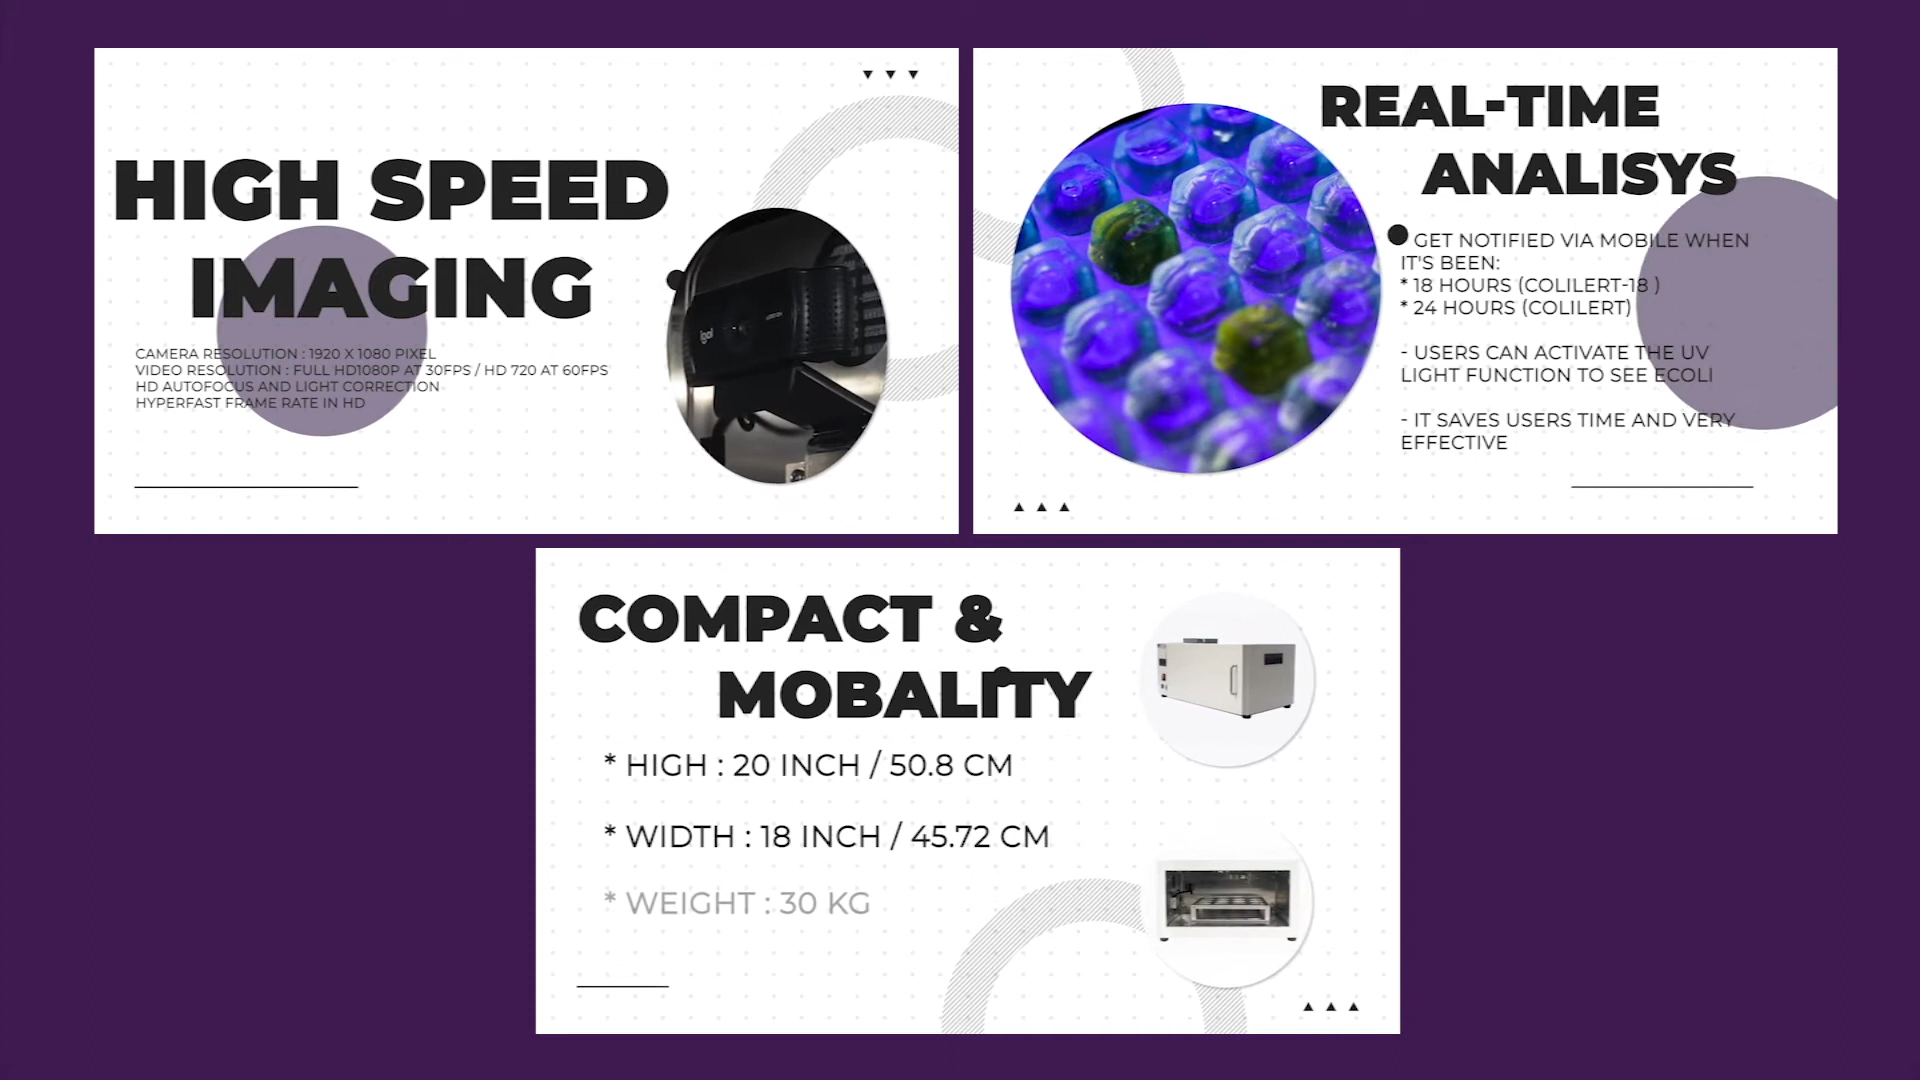 HIGH SPEED
IMAGING
CAMERA RESOLUTION : 1920 X 1080 PIXEL
VIDEO RESOLUTION : FULL HD1080P AT 30FPS / HD 720 AT 60FPS
HD AUTOFOCUS AND LIGHT CORRECTION
HYPERFAST FRAME RATE IN HD
REAL-TIME
ANALISYS
GET NOTIFIED VIA MOBILE WHEN
IT'S BEEN:
* 18 HOURS (COLILERT-18 )
* 24 HOURS (COLILERT)
- USERS CAN ACTIVATE THE UV
LIGHT FUNCTION TO SEE ECOLI
- IT SAVES USERS TIME AND VERY
EFFECTIVE
COMPACT &
MOBALITY
* HIGH : 20 INCH / 50.8 CM
* WIDTH : 18 INCH / 45.72 CM
* WEIGHT : 30 KG